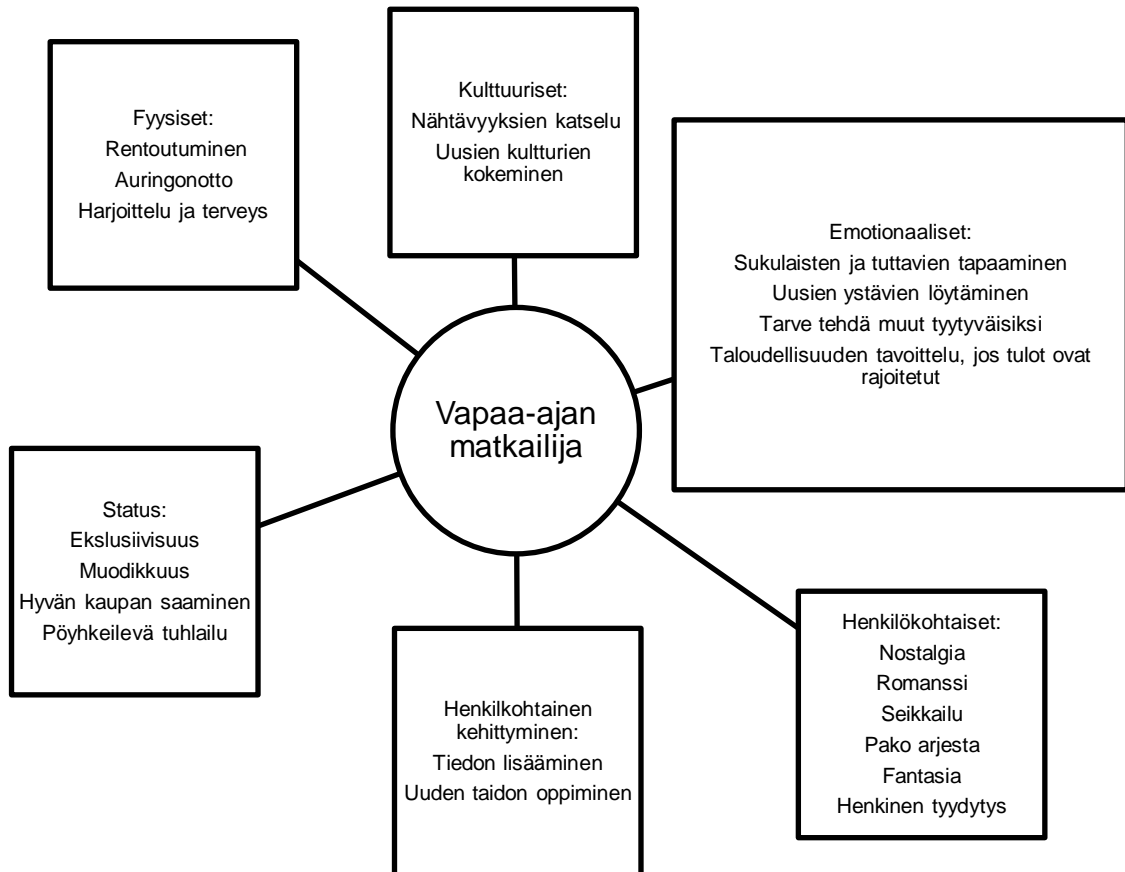 Fyysiset:
Rentoutuminen
Auringonotto
Harjoittelu ja terveys
Kulttuuriset:
Nähtävyyksien katselu
Uusien kultturien
kokeminen
Emotionaaliset:
Sukulaisten ja tuttavien tapaaminen
Uusien ystävien löytäminen
Tarve tehdä muut tyytyväisiksi
Taloudellisuuden tavoittelu, jos tulot ovat
rajoitetut
Vapaa-ajan
matkailija
Status:
Ekslusiivisuus
Muodikkuus
Hyvän kaupan saaminen
Pöyhkeilevä tuhlailu
Henkilkohtainen
kehittyminen:
Tiedon lisääminen
Uuden taidon oppiminen
Henkilökohtaiset:
Nostalgia
Romanssi
Seikkailu
Pako arjesta
Fantasia
Henkinen tyydytys